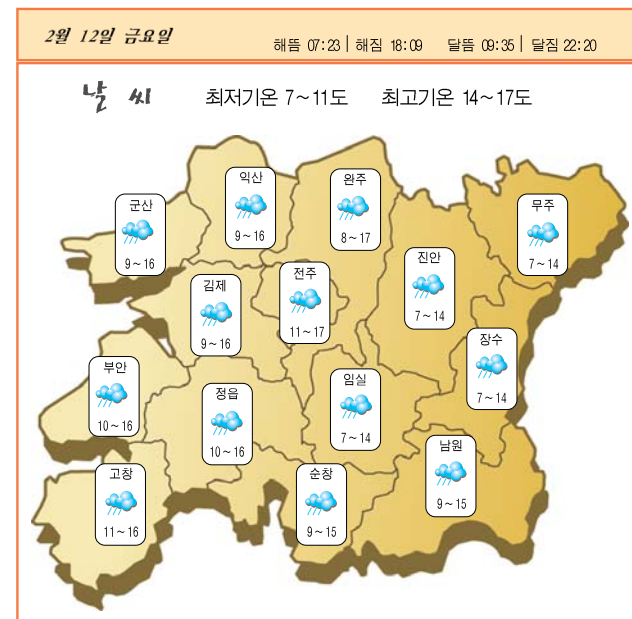 2월 12일 금요일
해뜸 07:23 | 해짐 18:09 달뜸 09:35 | 달짐 22:20
날 씨 최저기온 7~11도 최고기온 14~17도
익산
9~16
완주
8~17
군산
9~16
무주
7~14
진안
7~14
전주
11~17
김제
9~16
장수
7~14
부안
10~16
정읍
10~16
임실
7~14
남원
9~15
고창
11~16
순창
9~15